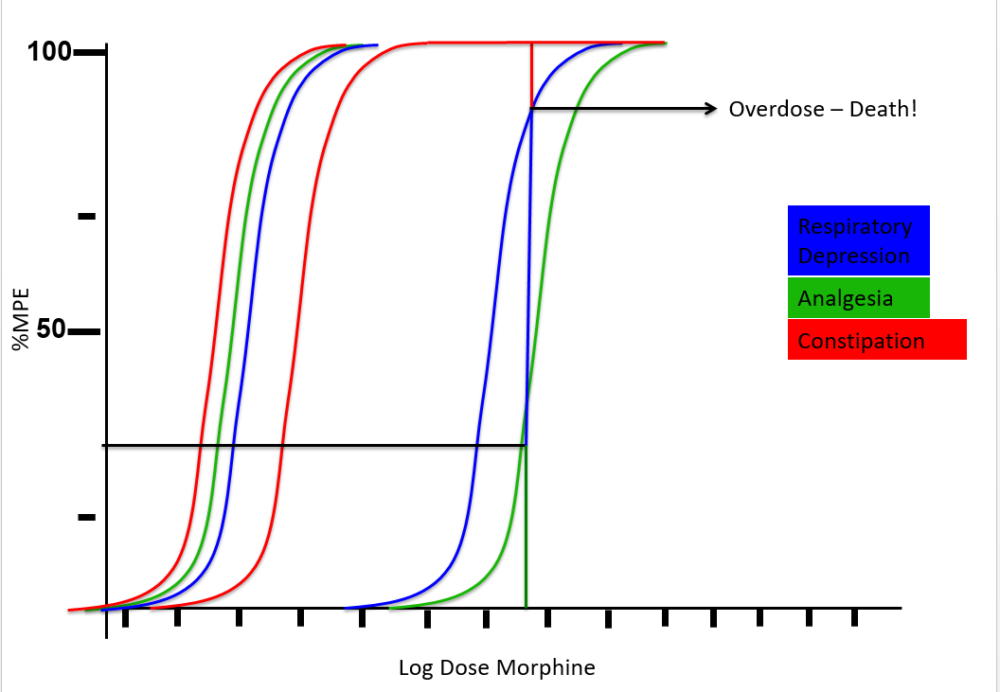 100
Overdose – Death!
Respiratory
Depression
Analgesia
%MPE
50
Constipation
Log Dose Morphine